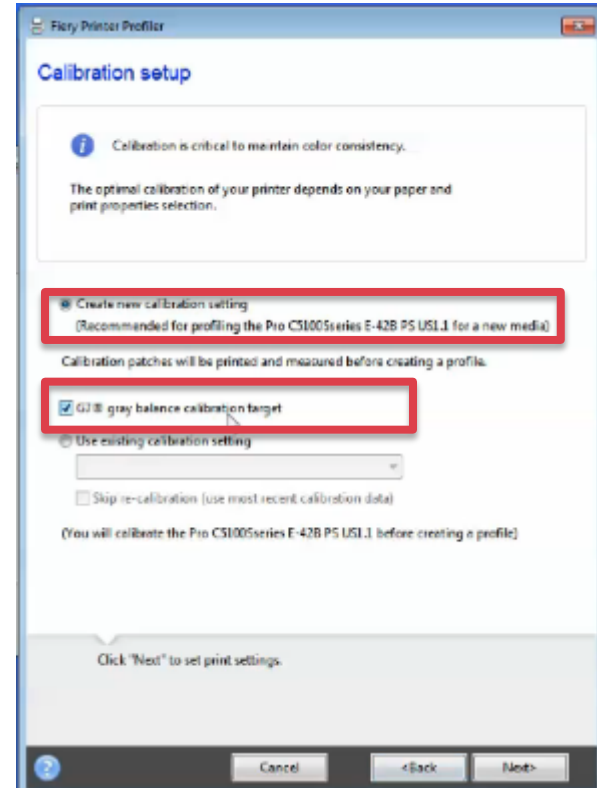 Fiery Printer Profiler
Calibration setup
Calibration is critical to maintain color consistency.
The optimal calibration of your printer depends on your paper and
print properties selection.
Create new calibration setting
(Recommended for profiling the Pro C5100Sseries E-42B PS US1.1 for a new media)
Calibration patches will be printed and measured before creating a profile.
G7® gray balance calibration target
Use existing calibration setting
Skip re-calibration (use most recent calibration data)
(You will calibrate the Pro C5100Sseries E-42B PS US1.1 before creating a profile)
Click "Next" to set print settings.
Cancel
<Back
Next>